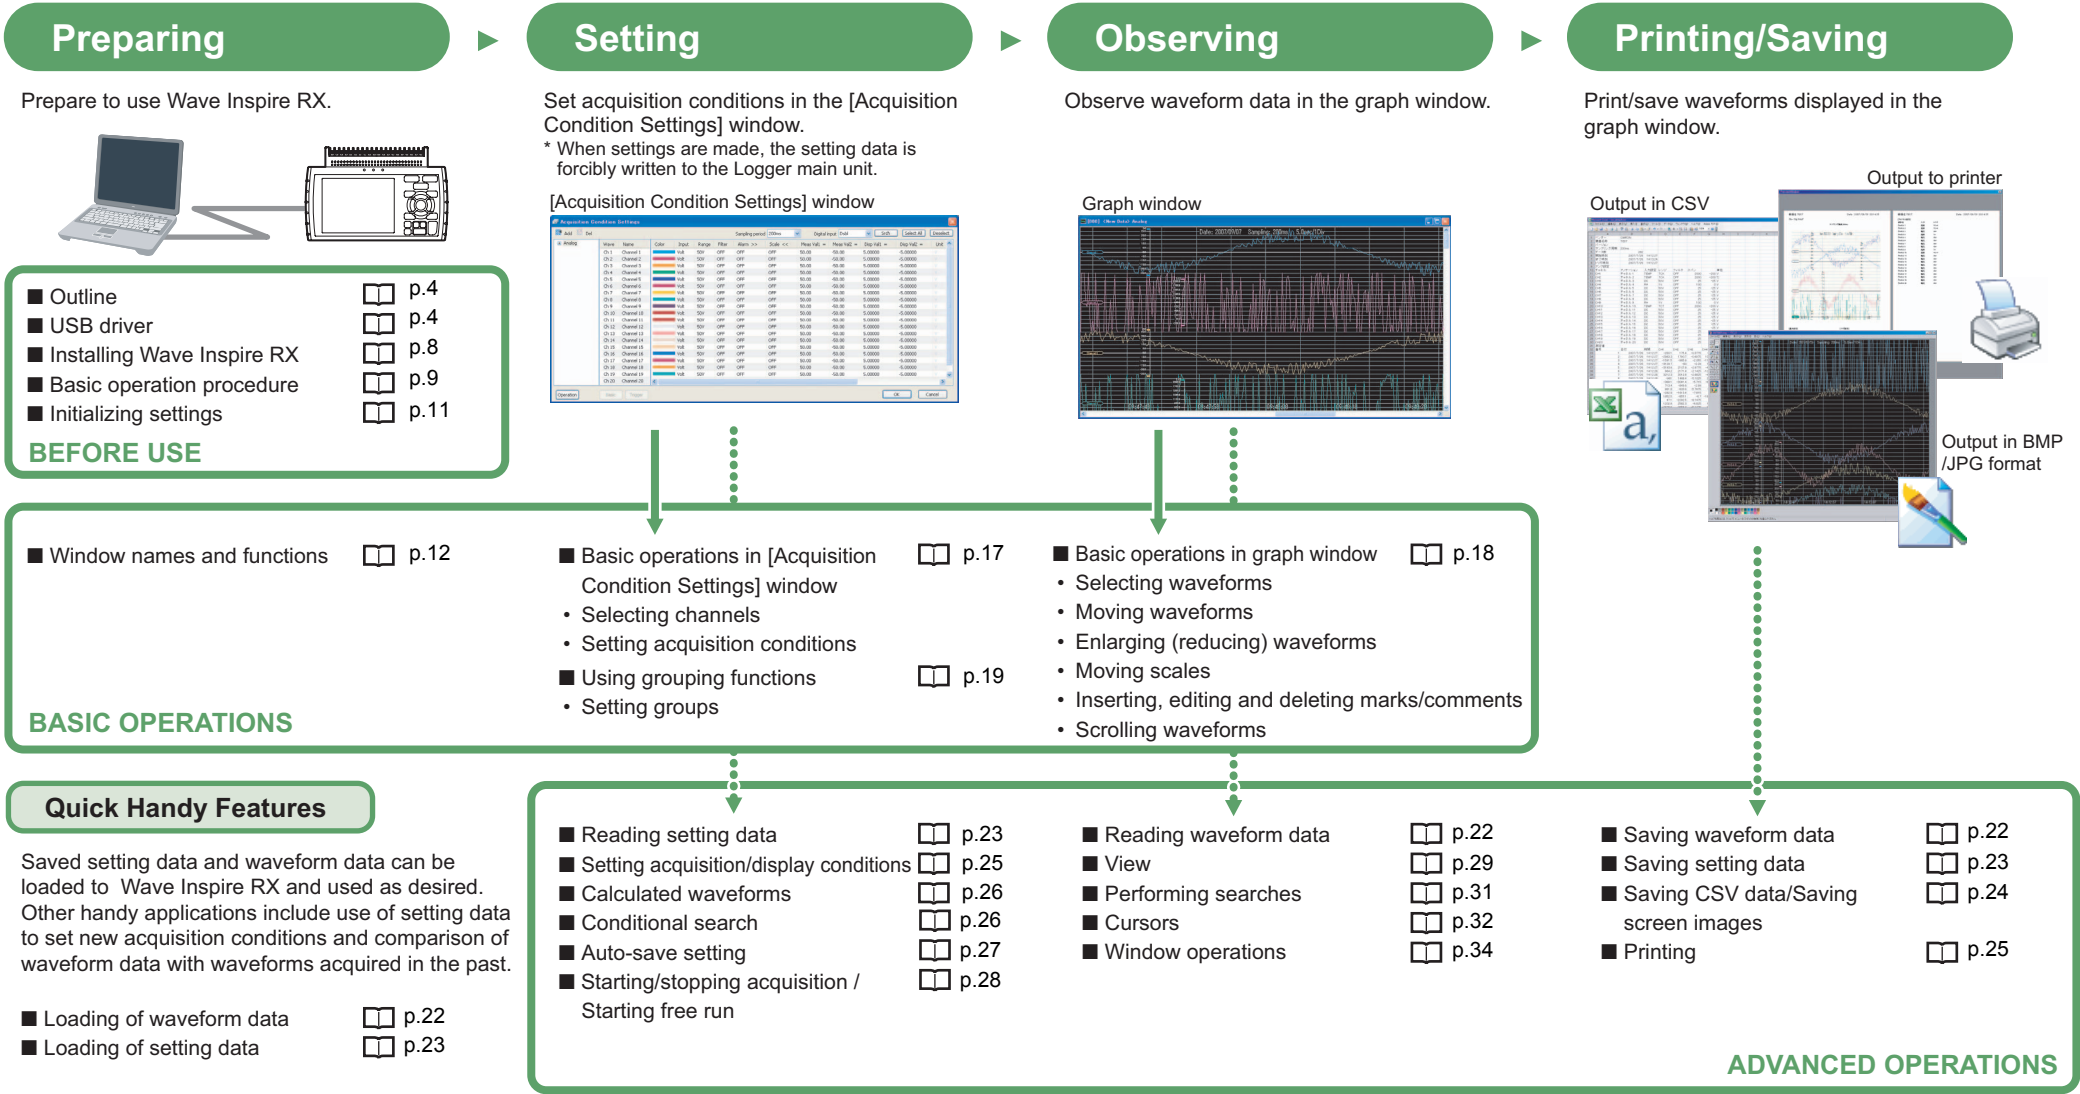 Preparing
Setting
Observing
Printing/Saving
Prepare to use Wave Inspire RX.
■ Outline p.4
■ USB driver p.4
■ Installing Wave Inspire RX p.8
■ Basic operation procedure p.9
■ Initializing settings p.11
BEFORE USE
Set acquisition conditions in the [Acquisition
Condition Settings] window.
* When settings are made, the setting data is
forcibly written to the Logger main unit.
[Acquisition Condition Settings] window
Acquisition Condition Settings
Observe waveform data in the graph window.
Graph window
Print/save waveforms displayed in the
graph window.
Output to printer
Output in CSV
Output in BMP
/JPG format
■ Window names and functions p.12
BASIC OPERATIONS
■ Basic operations in [Acquisition p.17
Condition Settings] window
• Selecting channels
• Setting acquisition conditions
■ Using grouping functions p.19
• Setting groups
■ Basic operations in graph window p.18
• Selecting waveforms
• Moving waveforms
• Enlarging (reducing) waveforms
• Moving scales
• Inserting, editing and deleting marks/comments
• Scrolling waveforms
Quick Handy Features
Saved setting data and waveform data can be
loaded to Wave Inspire RX and used as desired.
Other handy applications include use of setting data
to set new acquisition conditions and comparison of
waveform data with waveforms acquired in the past.
■ Loading of waveform data p.22
■ Loading of setting data p.23
■ Reading setting data p.23
■ Setting acquisition/display conditions p.25
■ Calculated waveforms p.26
■ Conditional search p.26
■ Auto-save setting p.27
■ Starting/stopping acquisition / p.28
Starting free run
■ Reading waveform data p.22
■ View p.29
■ Performing searches p.31
■ Cursors p.32
■ Window operations p.34
■ Saving waveform data p.22
■ Saving setting data p.23
■ Saving CSV data/Saving p.24
screen images
■ Printing p.25
ADVANCED OPERATIONS